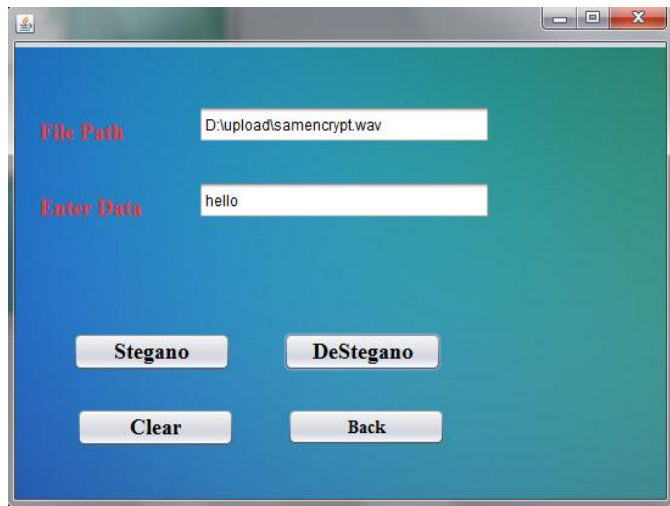 File Path
D:\upload\samencrypt.wav
Enter Data
hello
Stegano
DeStegano
Clear
Back